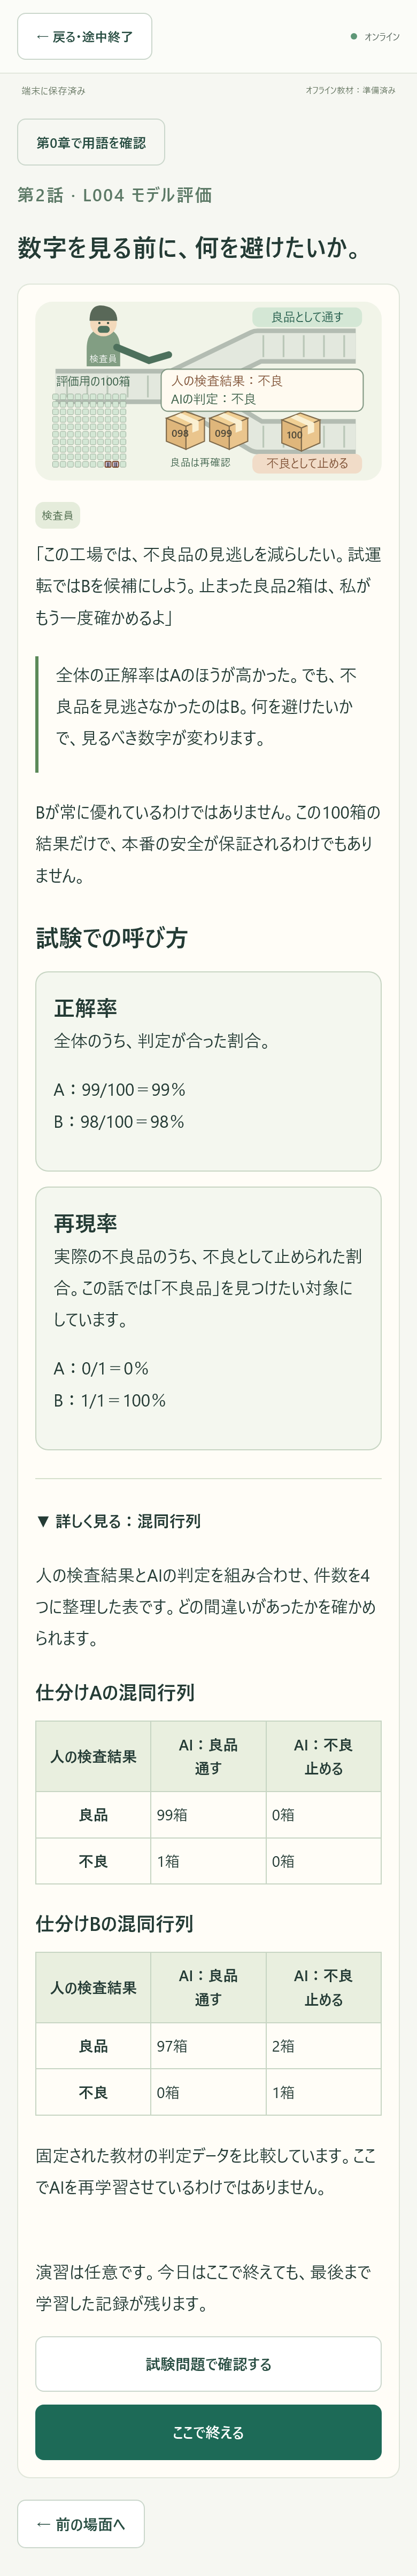 ← 戻る・途中終了
オンライン
端末に保存済み
オフライン教材：準備済み
第0章で用語を確認
第2話 · L004 モデル評価
数字を見る前に、何を避けたいか。
検査員
評価用の100箱
良品として通す
人の検査結果：不良
AIの判定：不良
098
099
100
良品は再確認
不良として止める
検査員
「この工場では、不良品の見逃しを減らしたい。試運
転ではBを候補にしよう。止まった良品2箱は、私が
もう一度確かめるよ」
全体の正解率はAのほうが高かった。でも、不
良品を見逃さなかったのはB。何を避けたいか
で、見るべき数字が変わります。
Bが常に優れているわけではありません。この100箱の
結果だけで、本番の安全が保証されるわけでもあり
ません。
試験での呼び方
正解率
全体のうち、判定が合った割合。
A：99/100＝99％
B：98/100＝98％
再現率
実際の不良品のうち、不良として止められた割
合。この話では「不良品」を見つけたい対象に
しています。
A：0/1＝0％
B：1/1＝100％
▼ 詳しく見る：混同行列
人の検査結果とAIの判定を組み合わせ、件数を4
つに整理した表です。どの間違いがあったかを確かめ
られます。
仕分けAの混同行列
人の検査結果
AI：良品
通す
AI：不良
止める
良品
99箱
0箱
不良
1箱
0箱
仕分けBの混同行列
人の検査結果
AI：良品
通す
AI：不良
止める
良品
97箱
2箱
不良
0箱
1箱
固定された教材の判定データを比較しています。ここ
でAIを再学習させているわけではありません。
演習は任意です。今日はここで終えても、最後まで
学習した記録が残ります。
試験問題で確認する
ここで終える
← 前の場面へ